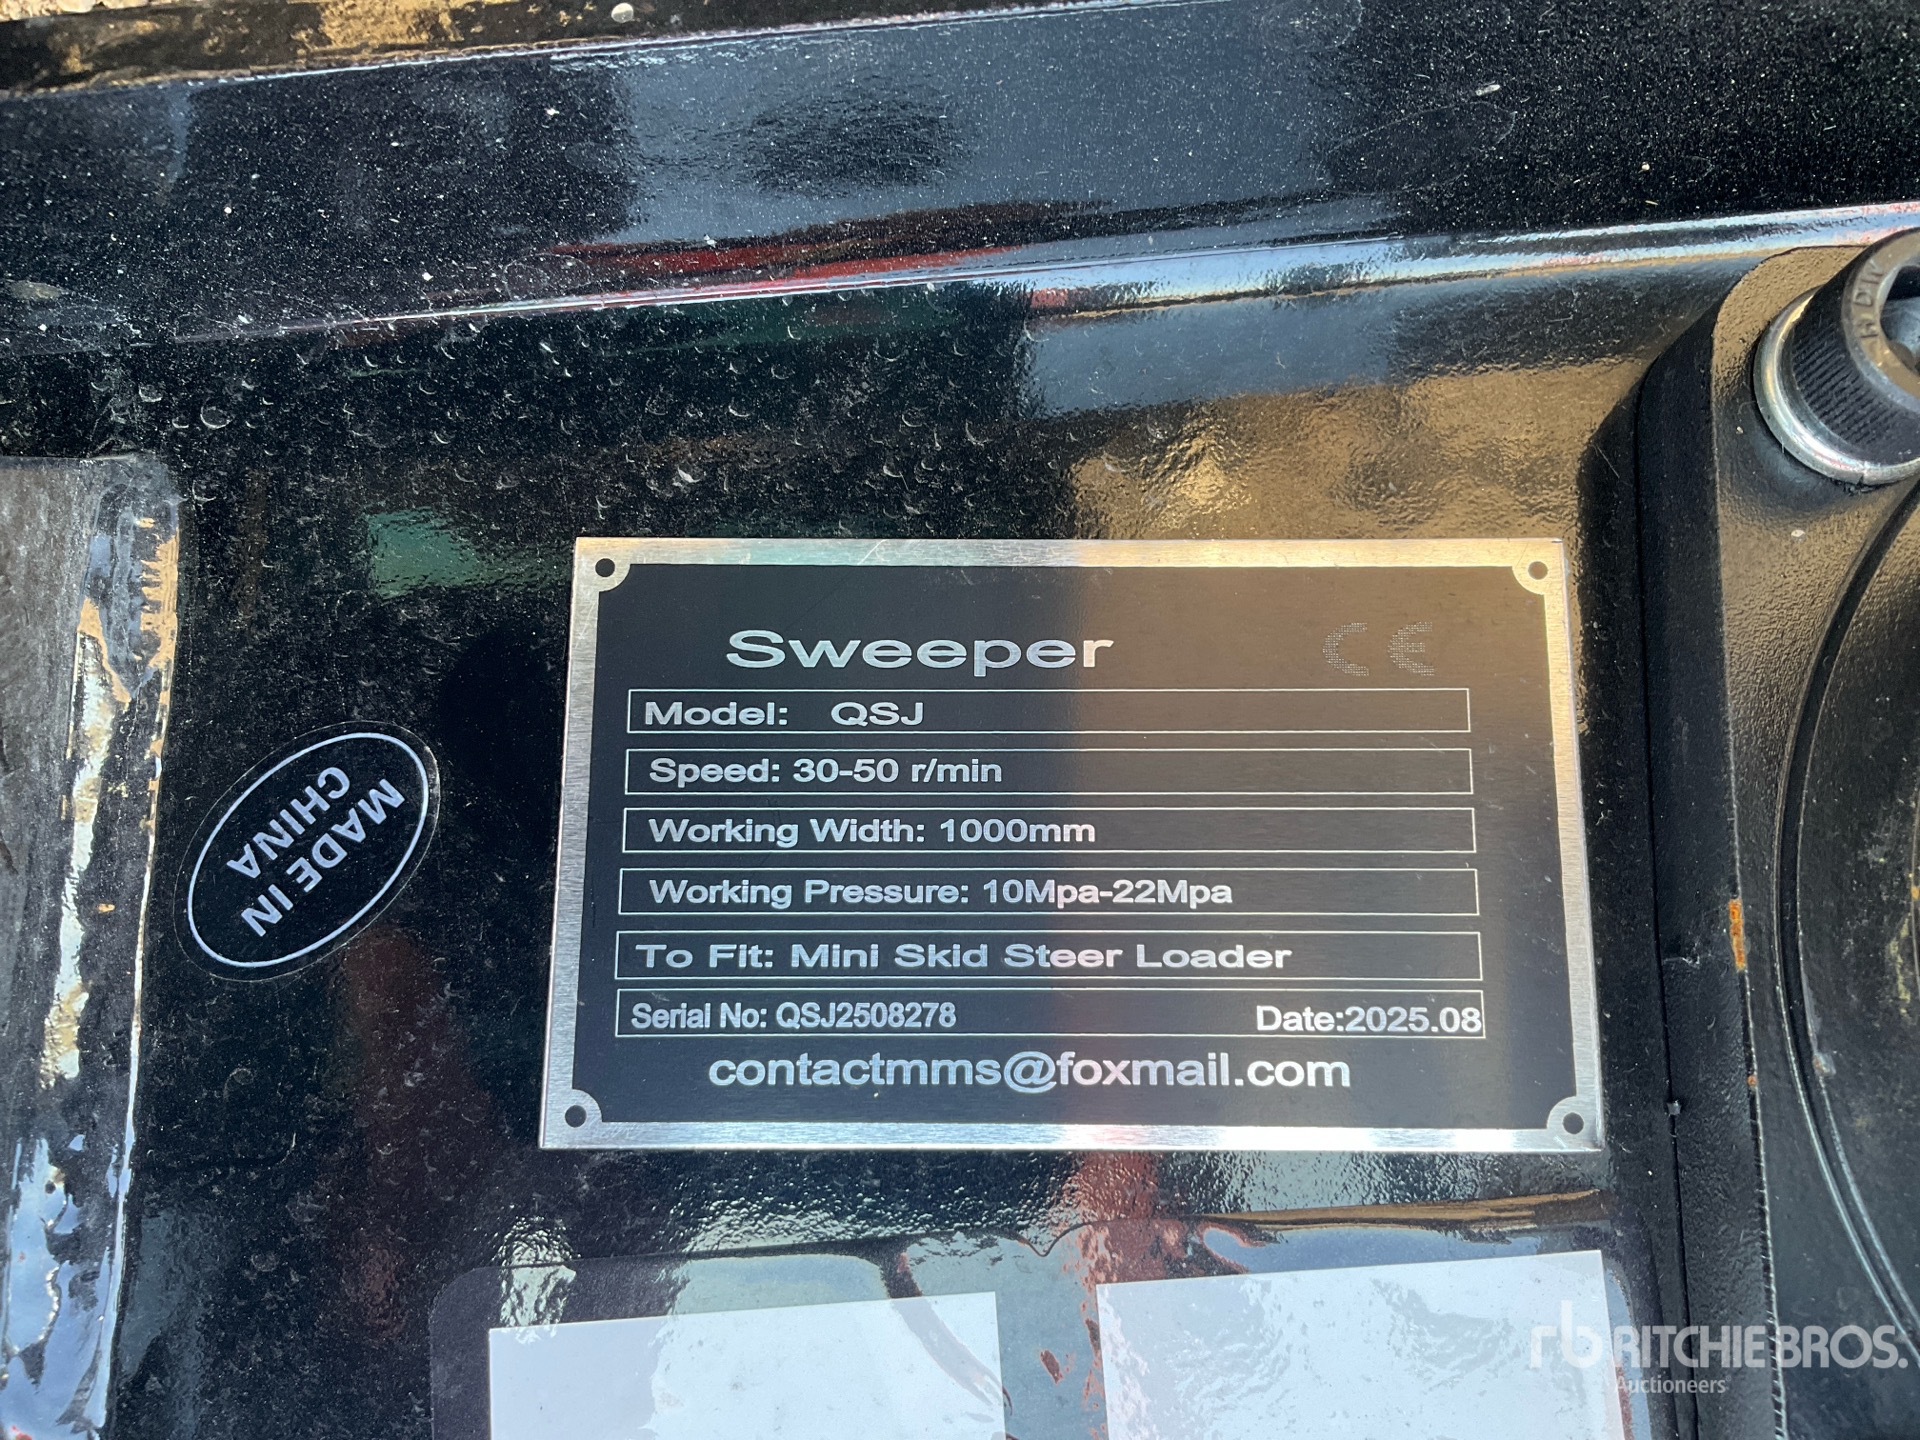 Sweeper CE
Model: QSJ
Speed: 30-50 r/min
Working Width: 1000mm
Working Pressure: 10Mpa-22Mpa
To Fit: Mini Skid Steer Loader
Serial No: QSJ2508278 Date:2025.08
contactmms@foxmail.com
MADE IN
CHINA
rb RITCHIE BROS.
Auctioneers